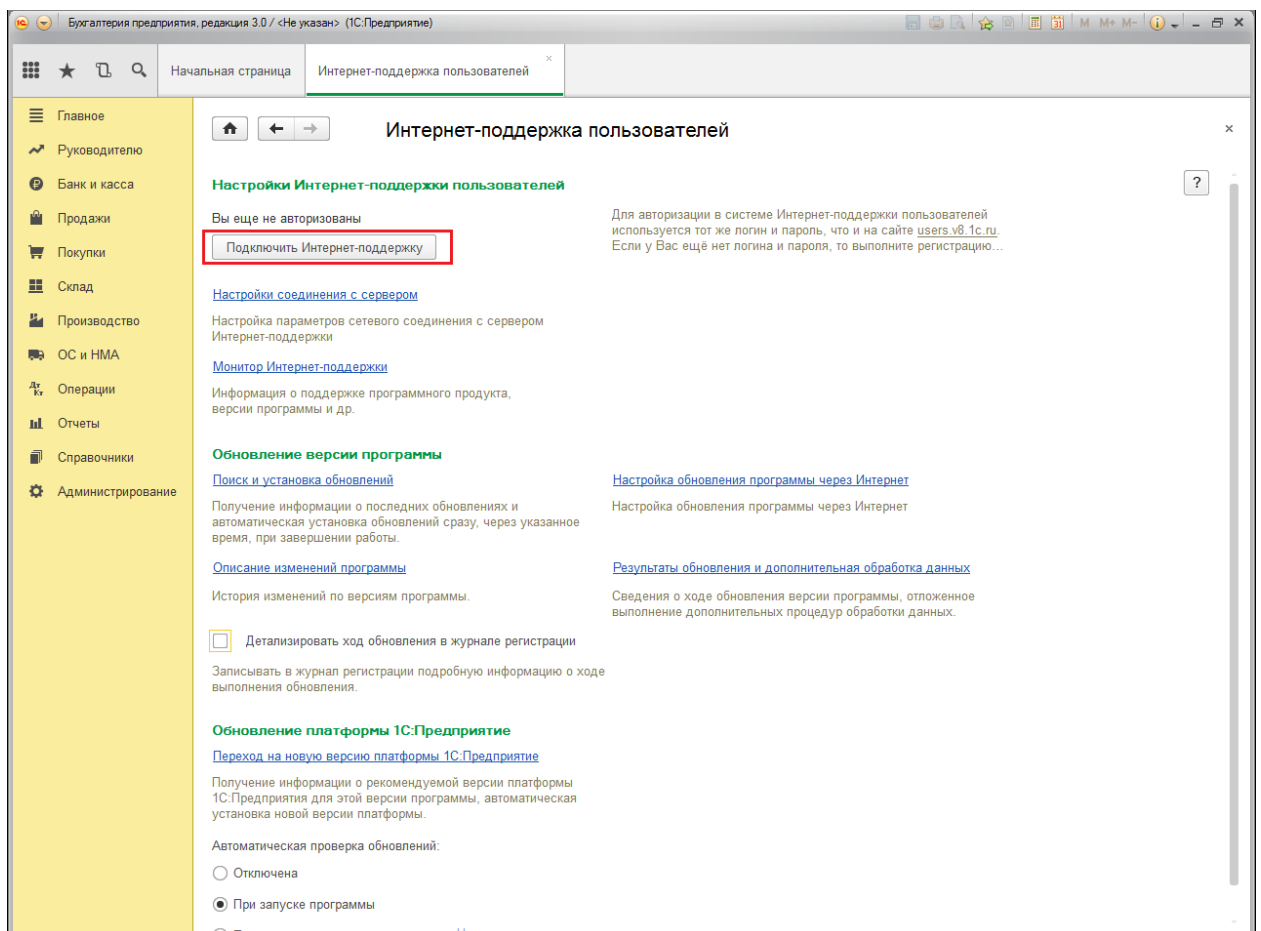 Бухгалтерия предприятия, редакция 3.0 / <Не указан> (1С:Предприятие)
M M+ M-
Начальная страница
Интернет-поддержка пользователей
Главное
Руководителю
Банк и касса
Продажи
Покупки
Склад
Производство
ОС и НМА
Дт Кт Операции
Отчеты
Справочники
Администрирование
Интернет-поддержка пользователей
Настройки Интернет-поддержки пользователей
?
Вы еще не авторизованы
Подключить Интернет-поддержку
Для авторизации в системе Интернет-поддержки пользователей
используется тот же логин и пароль, что и на сайте users.v8.1c.ru.
Если у Вас ещё нет логина и пароля, то выполните регистрацию...
Настройки соединения с сервером
Настройка параметров сетевого соединения с сервером
Интернет-поддержки
Монитор Интернет-поддержки
Информация о поддержке программного продукта,
версии программы и др.
Обновление версии программы
Поиск и установка обновлений
Получение информации о последних обновлениях и
автоматическая установка обновлений сразу, через указанное
время, при завершении работы.
Настройка обновления программы через Интернет
Настройка обновления программы через Интернет
Описание изменений программы
История изменений по версиям программы.
Результаты обновления и дополнительная обработка данных
Сведения о ходе обновления версии программы, отложенное
выполнение дополнительных процедур обработки данных.
Детализировать ход обновления в журнале регистрации
Записывать в журнал регистрации подробную информацию о ходе
выполнения обновления.
Обновление платформы 1С:Предприятие
Переход на новую версию платформы 1С:Предприятие
Получение информации о рекомендуемой версии платформы
1С:Предприятия для этой версии программы, автоматическая
установка новой версии платформы.
Автоматическая проверка обновлений:
Отключена
При запуске программы